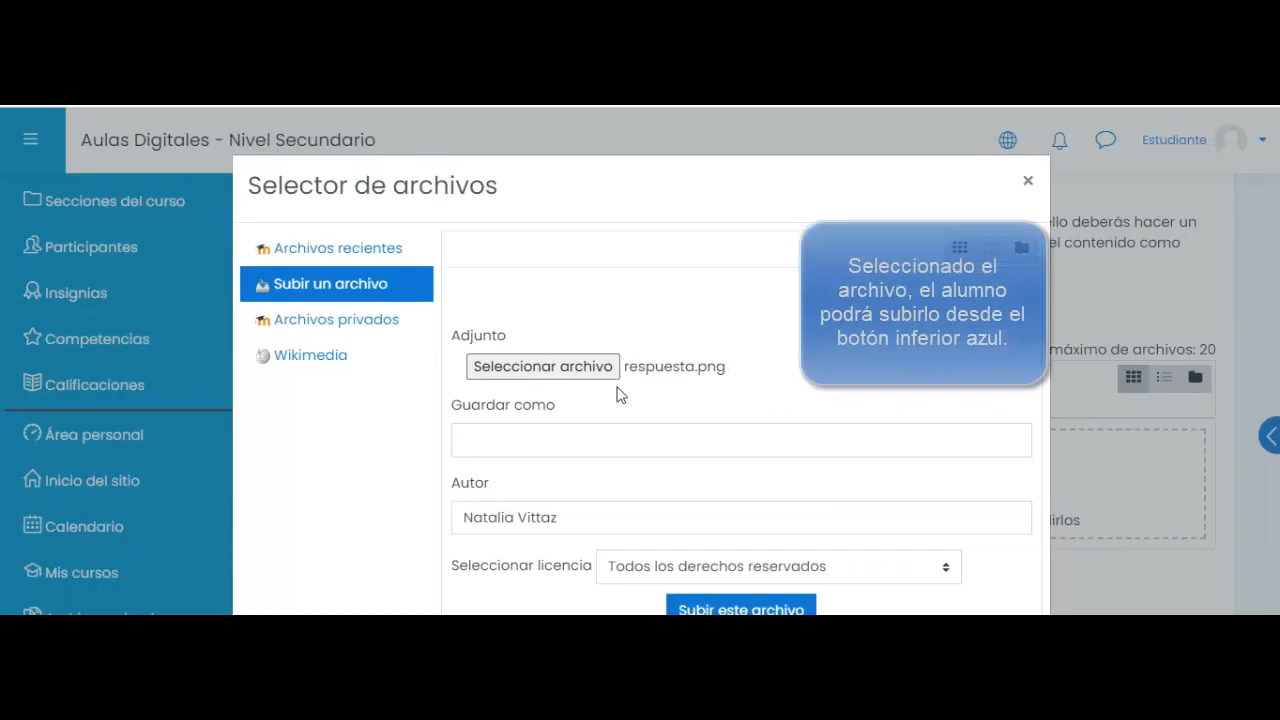 Aulas Digitales - Nivel Secundario
Estudiante
Secciones del curso
Participantes
Insignias
Competencias
Calificaciones
Área personal
Inicio del sitio
Calendario
Mis cursos
Selector de archivos
×
Archivos recientes
Subir un archivo
Archivos privados
Wikimedia
Seleccionado el
archivo, el alumno
podrá subirlo desde el
botón inferior azul.
Adjunto
Seleccionar archivo respuesta.png
Guardar como
Autor
Natalia Vittaz
Seleccionar licencia Todos los derechos reservados
Subir este archivo
ello deberás hacer un
el contenido como
máximo de archivos: 20